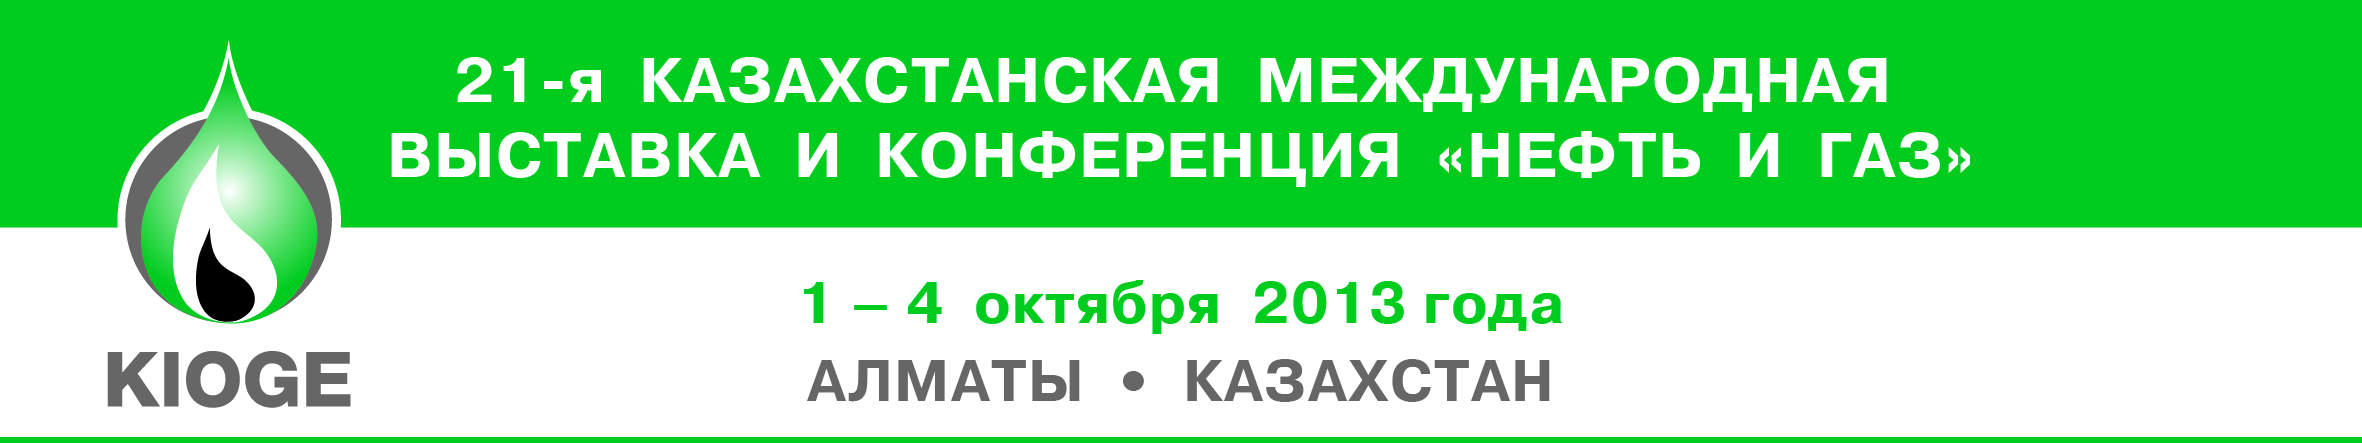 21-я КАЗАХСТАНСКАЯ МЕЖДУНАРОДНАЯ
ВЫСТАВКА И КОНФЕРЕНЦИЯ «НЕФТЬ И ГАЗ»
1 – 4 октября 2013 года
АЛМАТЫ • КАЗАХСТАН
KIOGE